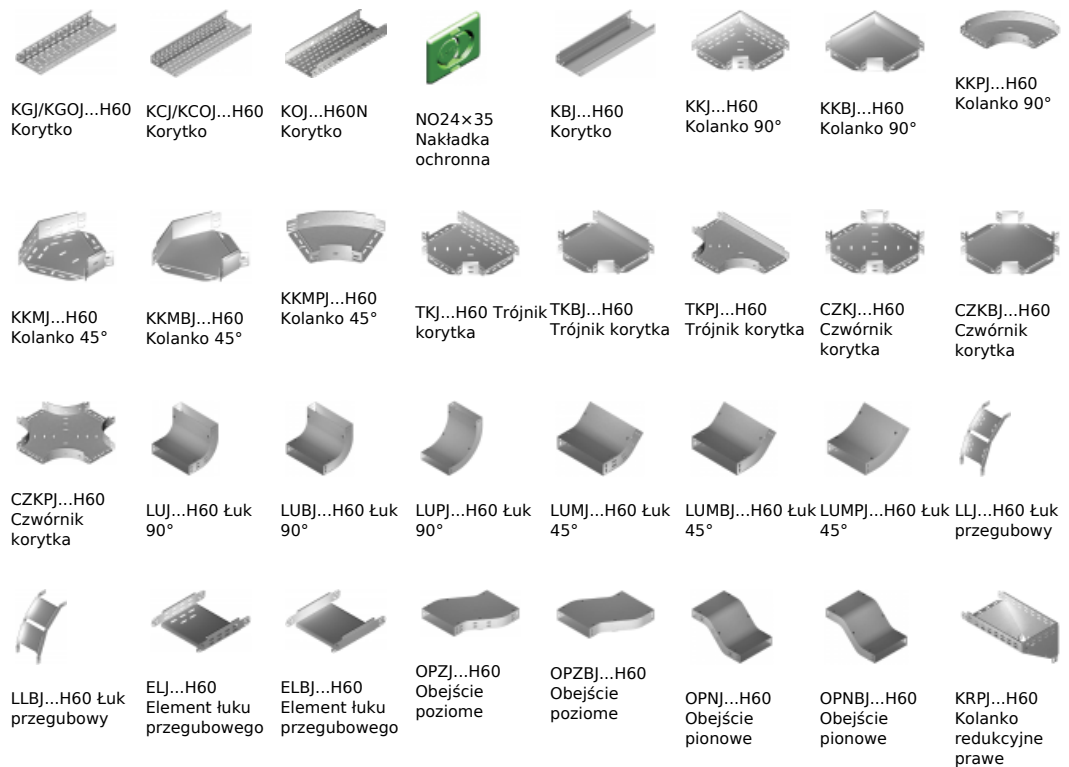 KGJ/KGOJ...H60
Korytko
KCJ/KCOJ...H60
Korytko
KOJ...H60N
Korytko
NO24×35
Nakładka
ochronna
KBJ...H60
Korytko
KKJ...H60
Kolanko 90°
KKBJ...H60
Kolanko 90°
KKPJ...H60
Kolanko 90°
KKMJ...H60
Kolanko 45°
KKMBJ...H60
Kolanko 45°
KKMPJ...H60
Kolanko 45°
TKJ...H60 Trójnik
korytka
TKBJ...H60
Trójnik korytka
TKPJ...H60
Trójnik korytka
CZKJ...H60
Czwórnik
korytka
CZKBJ...H60
Czwórnik
korytka
CZKPJ...H60
Czwórnik
korytka
LUJ...H60 Łuk
90°
LUBJ...H60 Łuk
90°
LUPJ...H60 Łuk
90°
LUMJ...H60 Łuk
45°
LUMBJ...H60 Łuk
45°
LUMPJ...H60 Łuk
45°
LLJ...H60 Łuk
przegubowy
LLBJ...H60 Łuk
przegubowy
ELJ...H60
Element łuku
przegubowego
ELBJ...H60
Element łuku
przegubowego
OPZJ...H60
Obejście
poziome
OPZBJ...H60
Obejście
poziome
OPNJ...H60
Obejście
pionowe
OPNBJ...H60
Obejście
pionowe
KRPJ...H60
Kolanko
redukcyjne
prawe